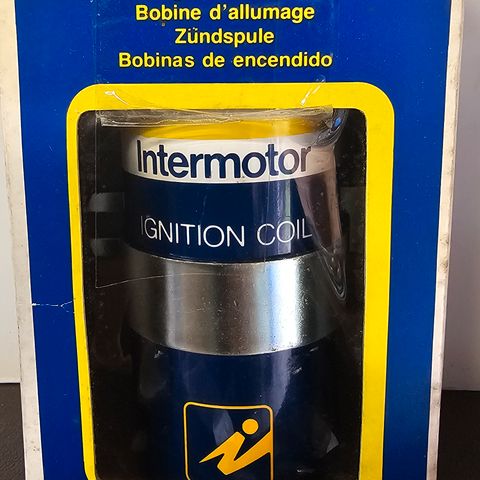 Bobine d'allumage
Zündspule
Bobinas de encendido
Intermotor
IGNITION COIL